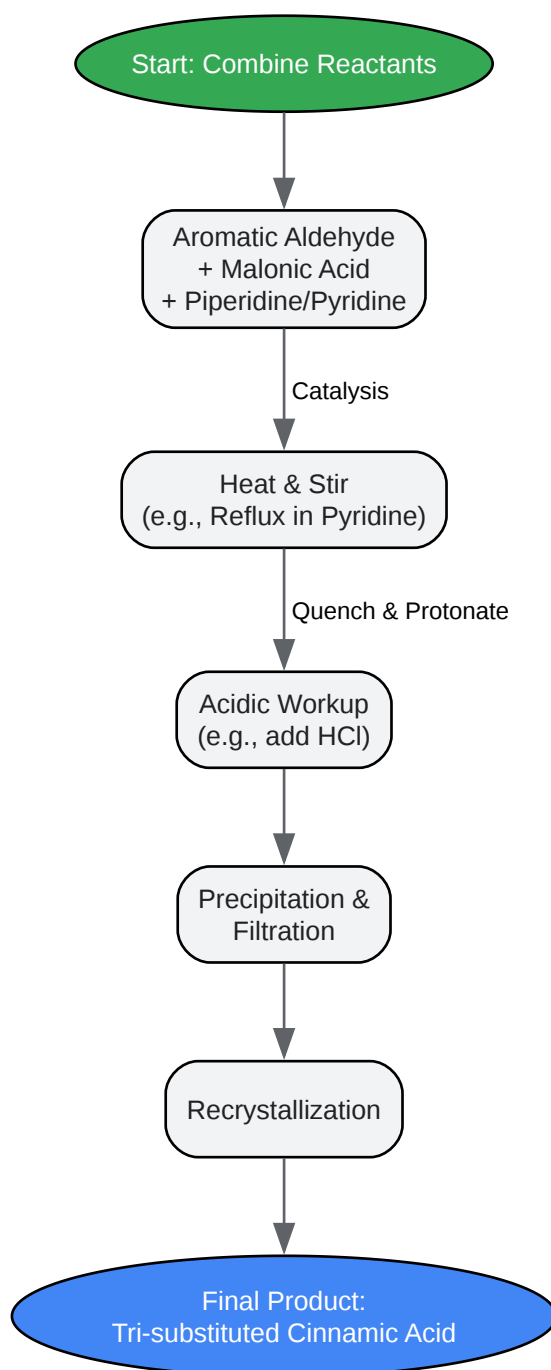 Start: Combine Reactants
Aromatic Aldehyde
+ Malonic Acid
+ Piperidine/Pyridine
Catalysis
Heat & Stir
(e.g., Reflux in Pyridine)
Quench & Protonate
Acidic Workup
(e.g., add HCl)
Precipitation &
Filtration
Recrystallization
Final Product:
Tri-substituted Cinnamic Acid